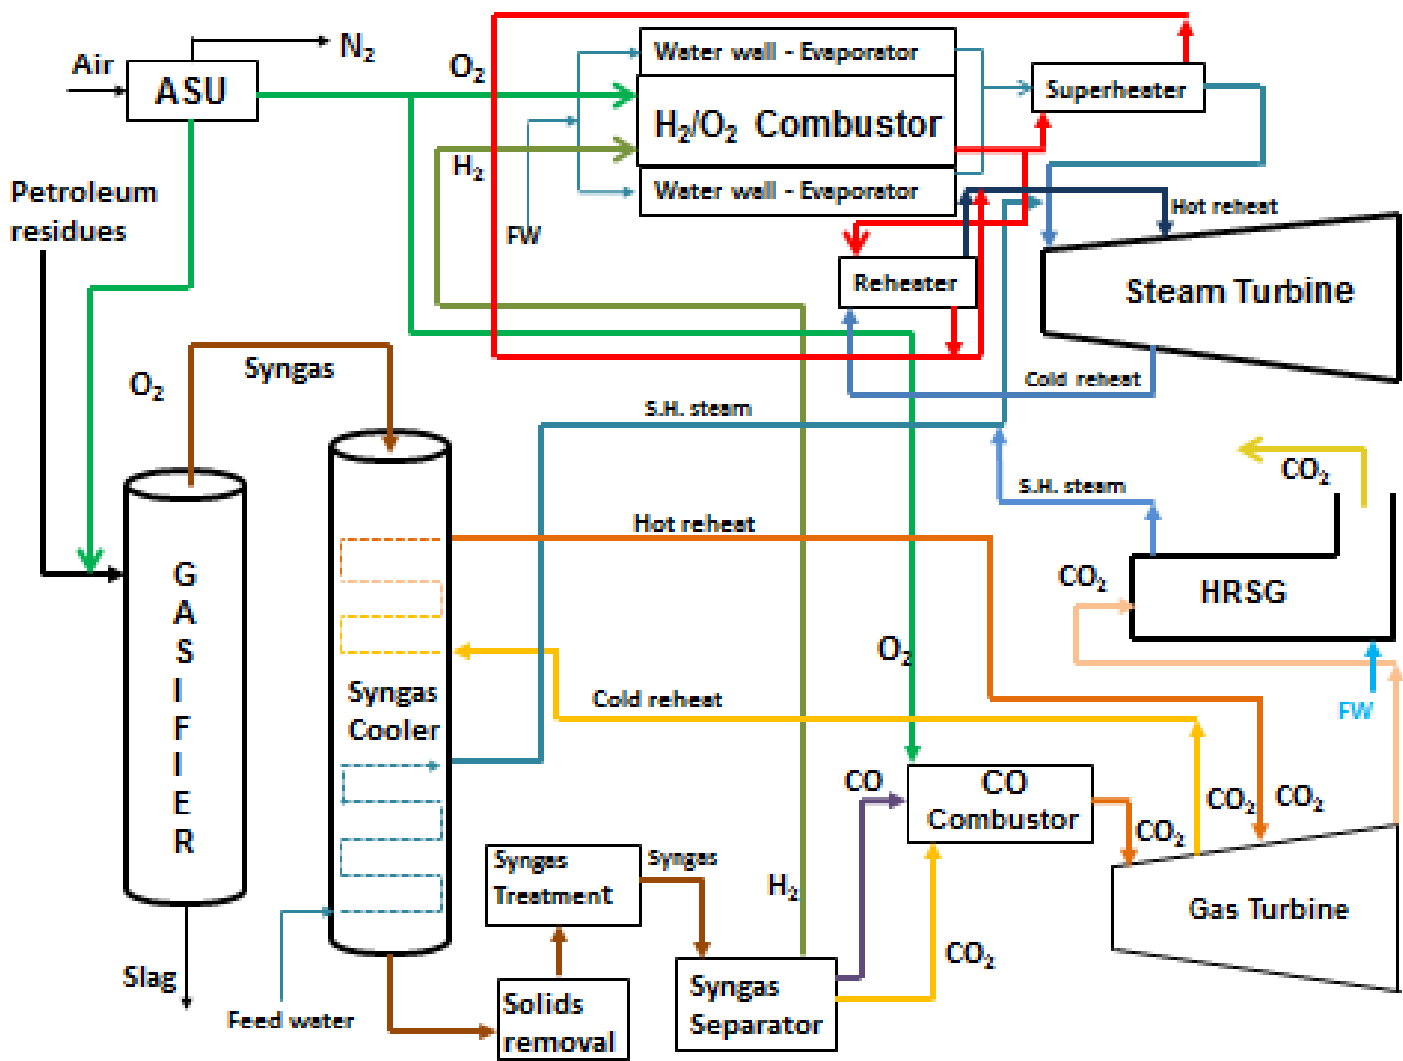 N₂
Air
ASU
O₂
Water wall - Evaporator
H₂/O₂ Combustor
Water wall - Evaporator
Superheater
H₂
Petroleum
residues
FW
Hot reheat
Reheater
Steam Turbine
Cold reheat
O₂
Syngas
S.H. steam
CO₂
S.H. steam
Hot reheat
GASIFIER
CO₂
HRSG
O₂
Syngas
Cooler
Cold reheat
FW
CO
CO
Combustor
CO₂
CO₂
CO₂
Syngas
Treatment
Syngas
H₂
Gas Turbine
CO₂
Slag
Feed water
Solids
removal
Syngas
Separator